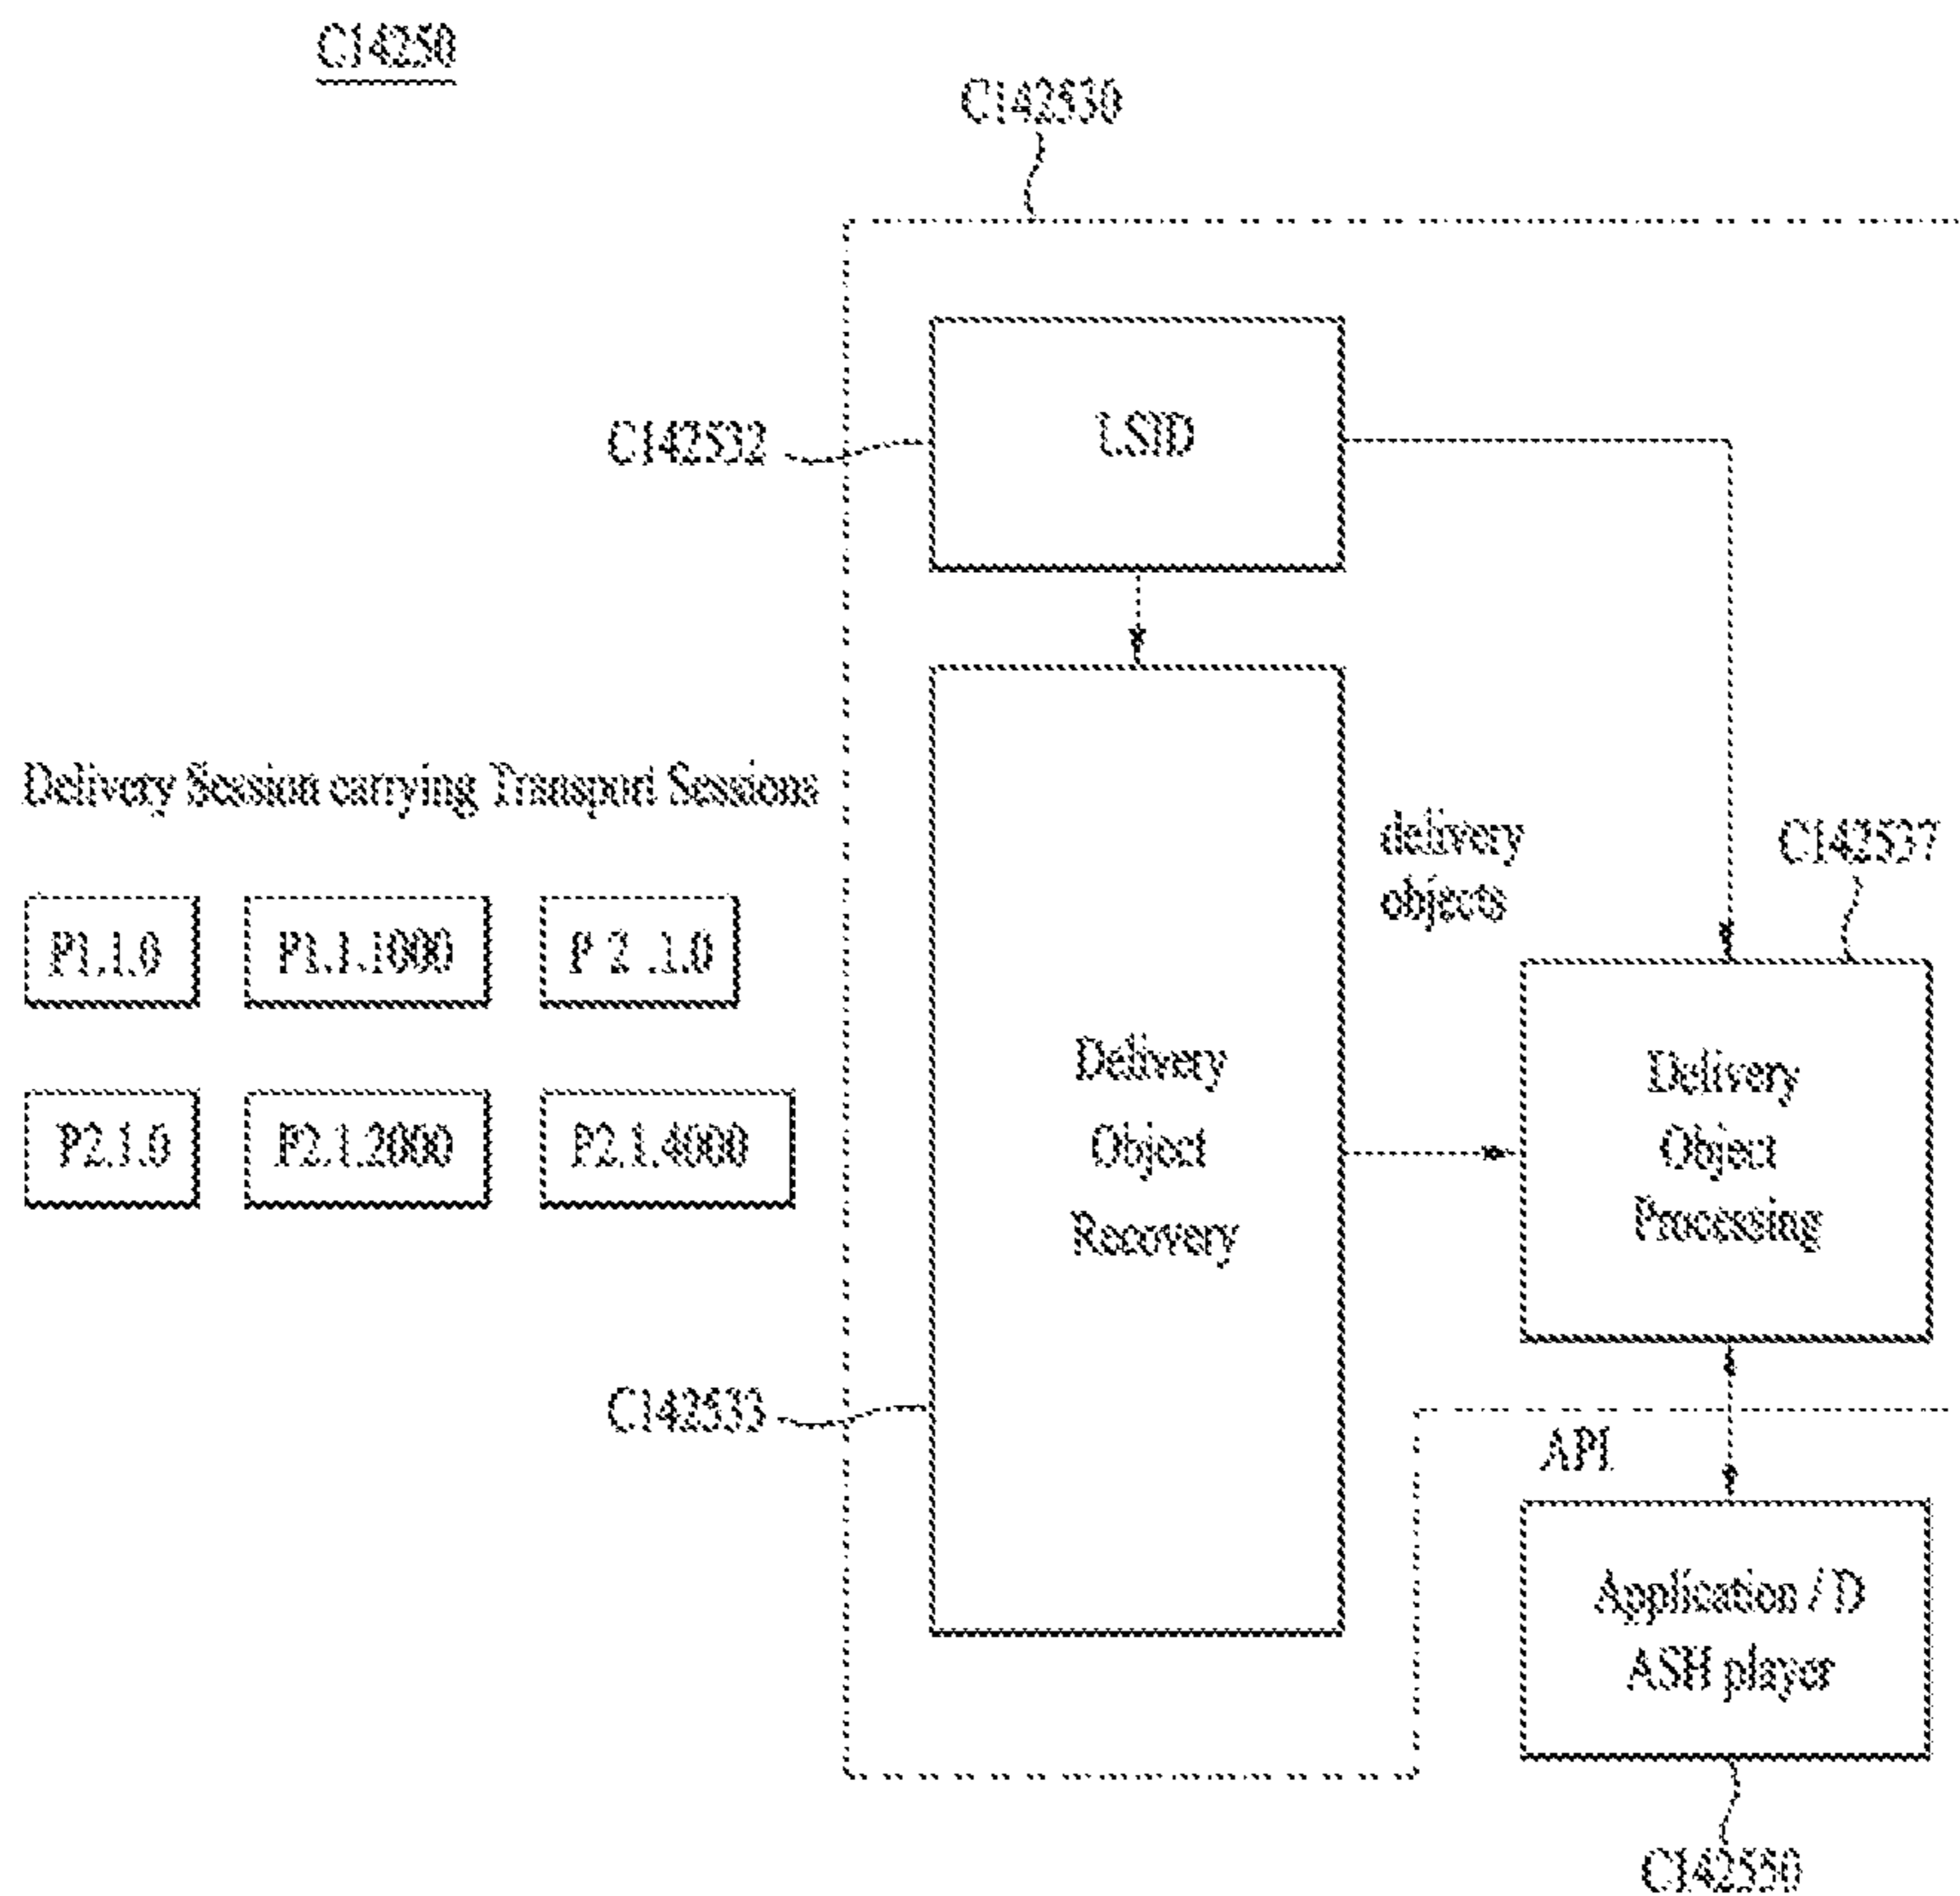 C14250
C142530
LSID
C142532
Delivery Session carrying Transport Sessions
delivery
objects
C142537
P1.1.0
P1.1.1000
P 2 .1.0
P2.1.0
P2.1.2000
P2.1.4000
Delivery
Object
Recovery
Delivery
Object
Processing
C142533
API
Application / D
ASH player
C142550